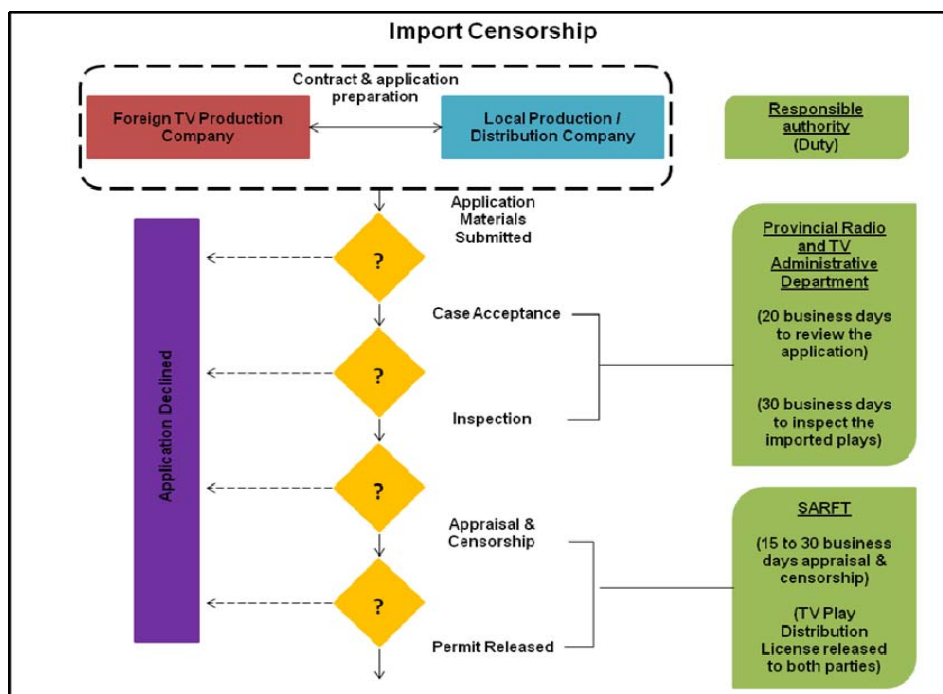 Import Censorship
Contract & application
preparation
Foreign TV Production
Company
Local Production /
Distribution Company
Responsible
authority
(Duty)
Application
Materials
Submitted
?
Case Acceptance
?
Inspection
?
Appraisal &
Censorship
?
Permit Released
Application Declined
Provincial Radio
and TV
Administrative
Department
(20 business days
to review the
application)
(30 business days
to inspect the
imported plays)
SARFT
(15 to 30 business
days appraisal &
censorship)
(TV Play
Distribution
License released
to both parties)